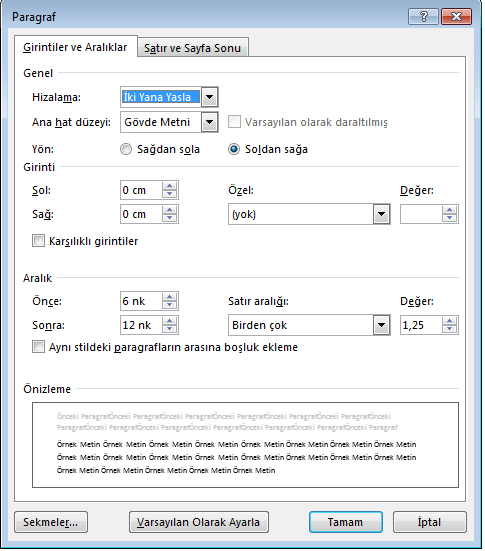 Paragraf
Girintiler ve Aralıklar Satır ve Sayfa Sonu
Genel
Hizalama: İki Yana Yasla
Ana hat düzeyi: Gövde Metni Varsayılan olarak daraltılmış
Yön: Sağdan sola Soldan sağa
Girinti
Sol: 0 cm Özel: Değer:
Sağ: 0 cm (yok)
Karşılıklı girintiler
Aralık
Önce: 6 nk Satır aralığı: Değer:
Sonra: 12 nk Birden çok 1,25
Aynı stildeki paragrafların arasına boşluk ekleme
Önizleme
Önceki ParagrafÖnceki ParagrafÖnceki ParagrafÖnceki ParagrafÖnceki ParagrafÖnceki
ParagrafÖnceki ParagrafÖnceki ParagrafÖnceki ParagrafÖnceki ParagrafÖnceki Paragraf
Örnek Metin Örnek Metin Örnek Metin Örnek Metin Örnek Metin Örnek Metin Örnek Metin Örnek Metin
Örnek Metin Örnek Metin Örnek Metin Örnek Metin Örnek Metin Örnek Metin Örnek Metin Örnek Metin
Örnek Metin Örnek Metin Örnek Metin Örnek Metin Örnek Metin
Sekmeler... Varsayılan Olarak Ayarla Tamam İptal